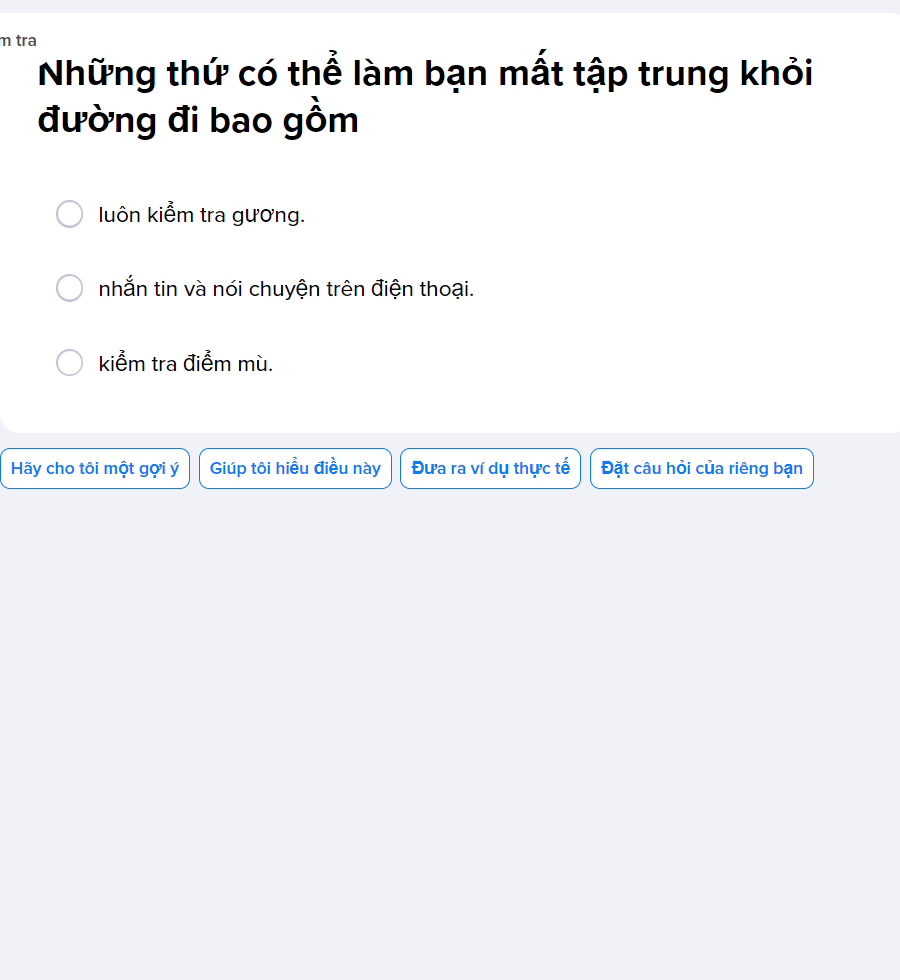 tra
Những thứ có thể làm bạn mất tập trung khỏi
đường đi bao gồm
luôn kiểm tra gương.
nhắn tin và nói chuyện trên điện thoại.
kiểm tra điểm mù.
Hãy cho tôi một gợi ý
Giúp tôi hiểu điều này
Đưa ra ví dụ thực tế
Đặt câu hỏi của riêng bạn